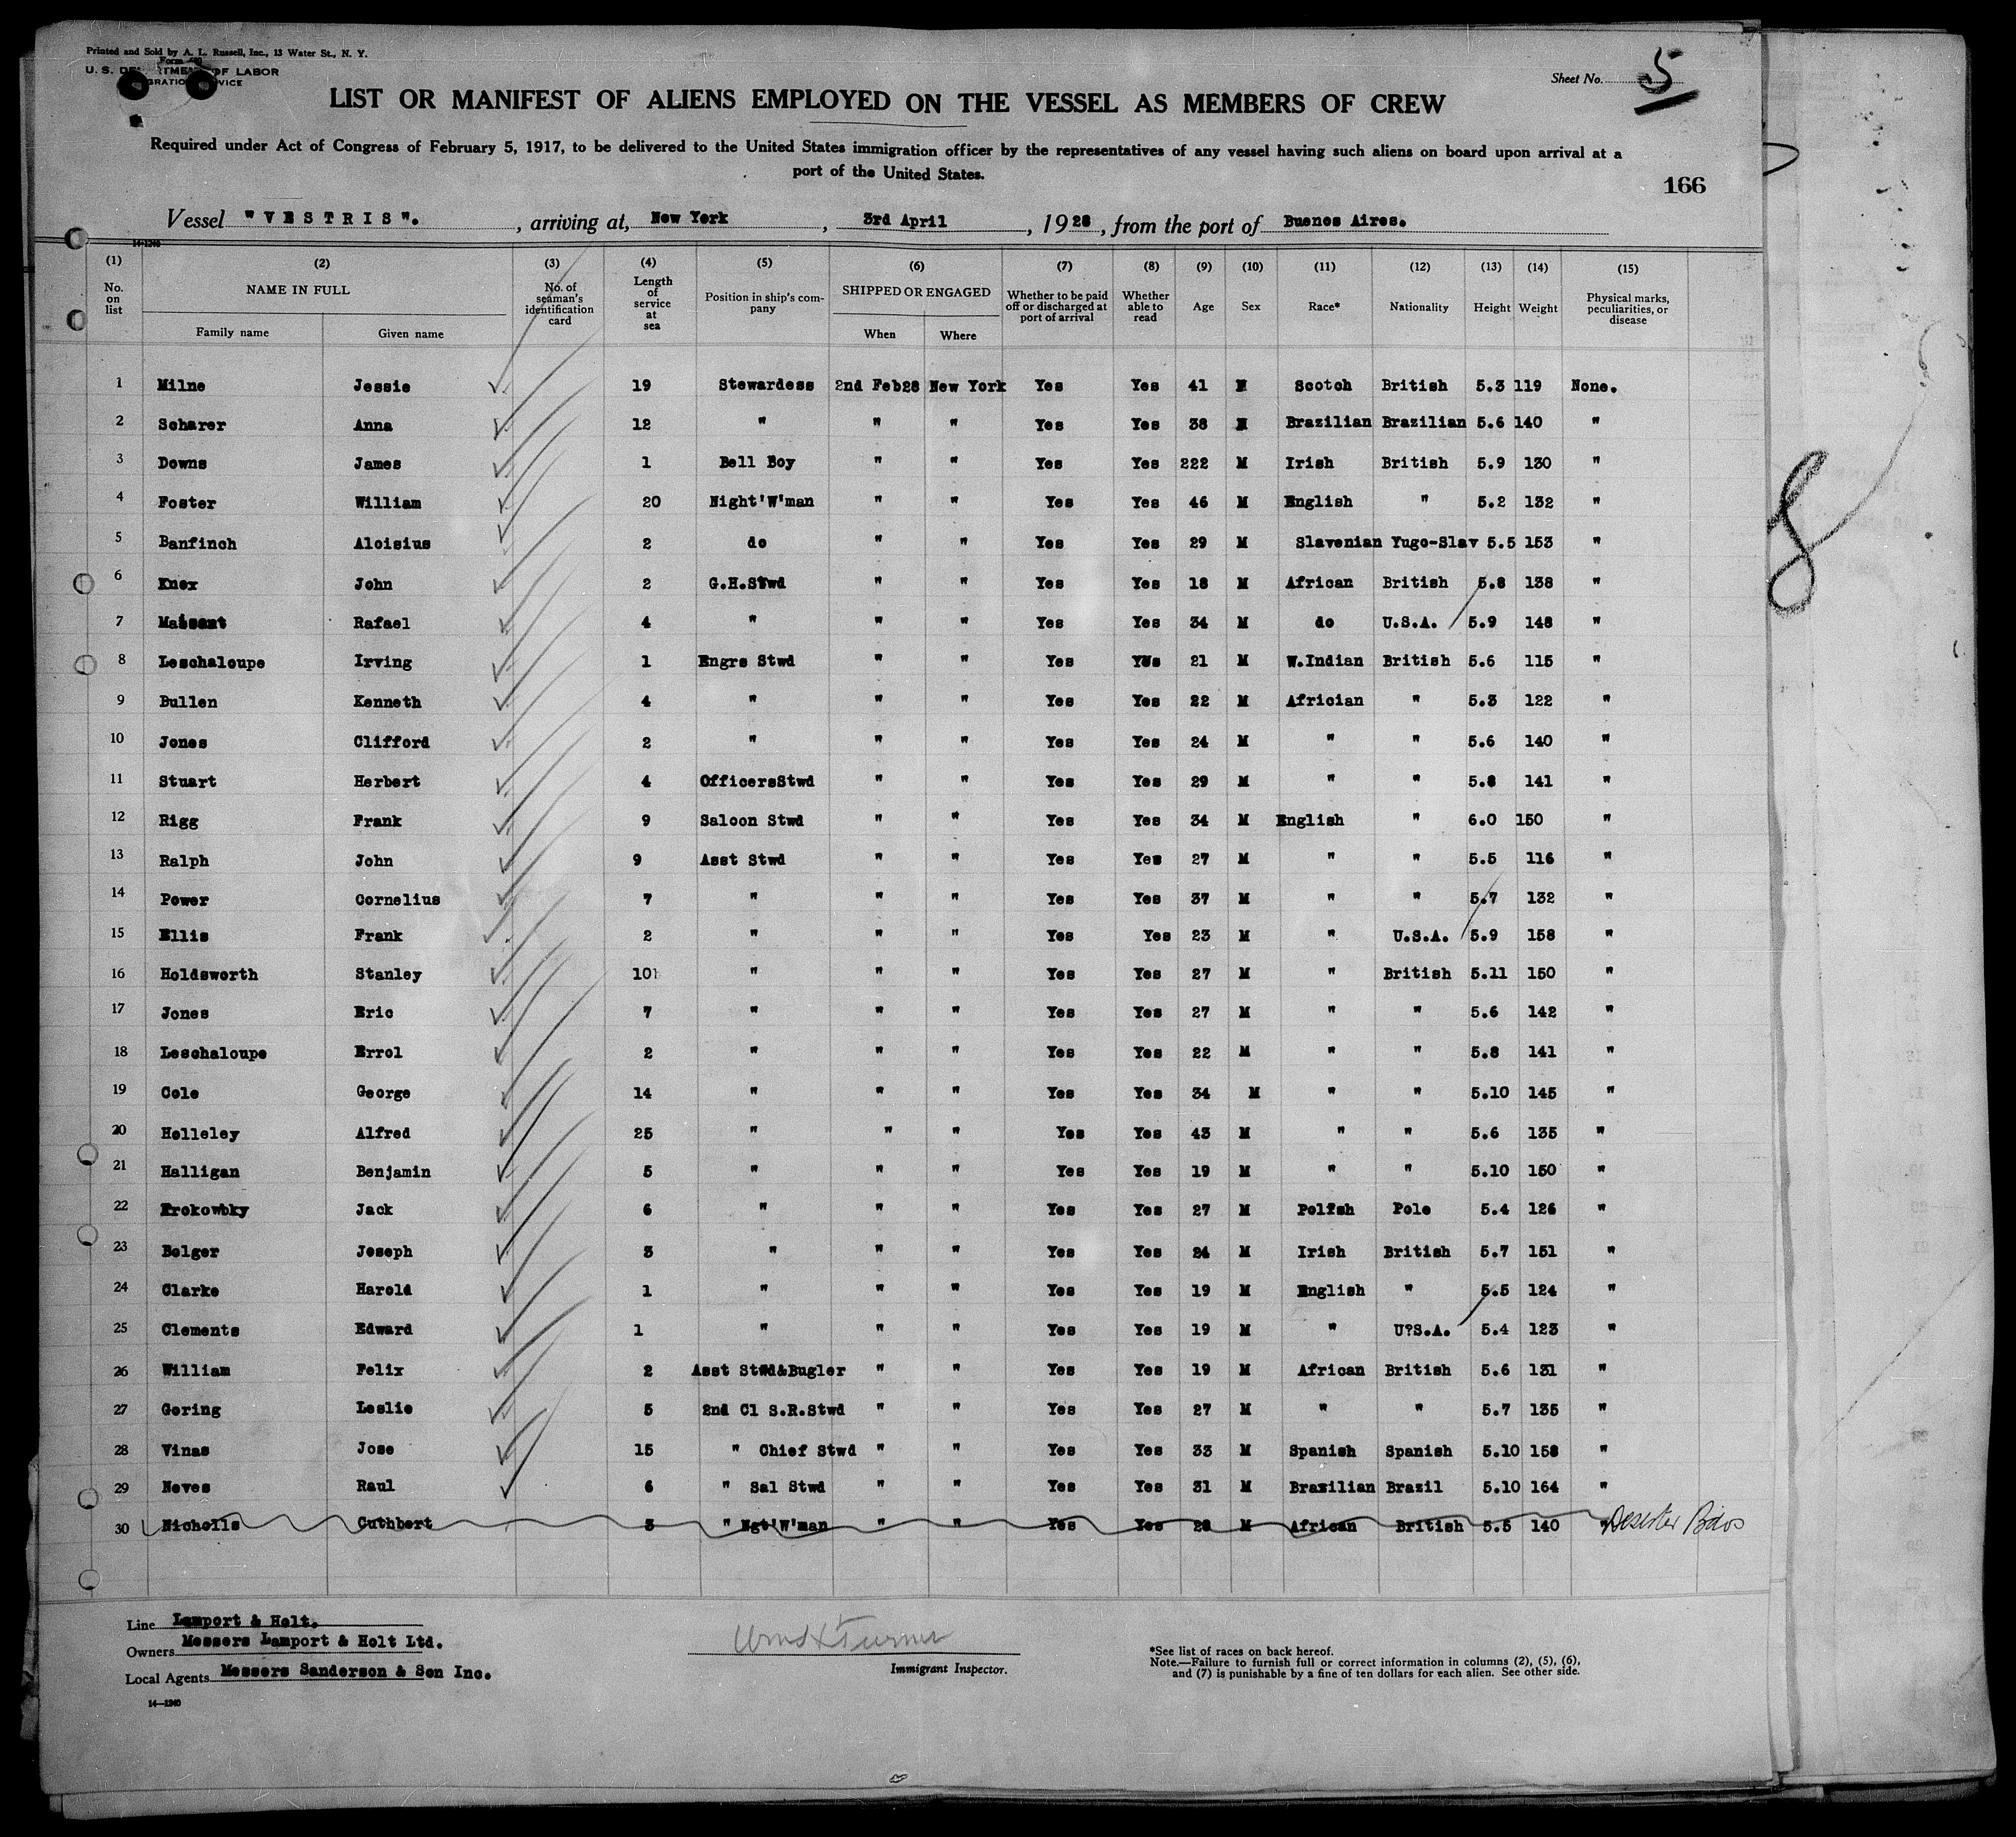 Printed and Sold by A. L. Russell, Inc., 13 Water St., N. Y.
Form
U. S. DE TMENT OF LABOR
GRATIO VICE
Sheet No. 5
LIST OR MANIFEST OF ALIENS EMPLOYED ON THE VESSEL AS MEMBERS OF CREW
Required under Act of Congress of February 5, 1917, to be delivered to the United States immigration officer by the representatives of any vessel having such aliens on board upon arrival at a
port of the United States.
166
Vessel "VESTRIS". , arriving at, New York , 3rd April , 1928 , from the port of Buenos Aires.
14-1240
(1) (2) (3) (4) (5) (6) (7) (8) (9) (10) (11) (12) (13) (14) (15)
No. on list NAME IN FULL Family name Given name No. of seaman's identification card Length of service at sea Position in ship's company SHIPPED OR ENGAGED When Where Whether to be paid off or discharged at port of arrival Whether able to read Age Sex Race* Nationality Height Weight Physical marks, peculiarities, or disease
1 Milne Jessie 19 Stewardess 2nd Feb28 New York Yes Yes 41 Scotch British 5.3 119 None.
2 Scharer Anna 12 " " " Yes Yes 38 Brazilian Brazilian 5.6 140 "
3 Downs James 1 Bell Boy " " Yes Yes 222 M Irish British 5.9 130 "
4 Foster William 20 Night'W'man " " Yes Yes 46 M English " 5.2 132 "
5 Banfinch Aloisius 2 do " " Yes Yes 29 M Slavenian Yugo-Slav 5.5 153 "
6 Knox John 2 G.H.Stwd " " Yes Yes 18 M African British 5.8 138 "
7 Rafael 4 " " " Yes Yes 34 M do U.S.A. 5.9 148 "
8 Leschaloupe Irving 1 Engrs Stwd " " Yes Yes 21 M W.Indian British 5.6 115 "
9 Bullen Kenneth 4 " " " Yes Yes 22 M Africian " 5.3 122 "
10 Jones Clifford 2 " " " Yes Yes 24 M " " 5.6 140 "
11 Stuart Herbert 4 OfficersStwd " " Yes Yes 29 M " " 5.8 141 "
12 Rigg Frank 9 Saloon Stwd " " Yes Yes 34 M English " 6.0 150 "
13 Ralph John 9 Asst Stwd " " Yes Yes 27 M " " 5.5 116 "
14 Power Cornelius 7 " " " Yes Yes 37 M " " 5.7 132 "
15 Ellis Frank 2 " " " Yes Yes 23 M " U.S.A. 5.9 158 "
16 Holdsworth Stanley 10 " " " Yes Yes 27 M " British 5.11 150 "
17 Jones Eric 7 " " " Yes Yes 27 M " " 5.6 142 "
18 Leschaloupe Errol 2 " " " Yes Yes 22 M " " 5.8 141 "
19 Cole George 14 " " " Yes Yes 34 M " " 5.10 145 "
20 Holleley Alfred 25 " " " Yes Yes 43 M " " 5.6 135 "
21 Halligan Benjamin 5 " " " Yes Yes 19 M " " 5.10 150 "
22 Jack 6 " " " Yes Yes 27 M Polish Pole 5.4 126 "
23 Bolger Joseph 3 " " " Yes Yes 24 M Irish British 5.7 151 "
24 Clarke Harold 1 " " " Yes Yes 19 M English " 5.5 124 "
25 Clements Edward 1 " " " Yes Yes 19 M " U?S.A. 5.4 123 "
26 William Felix 2 Asst Stwd&Bugler " " Yes Yes 19 M African British 5.6 131 "
27 Goring Leslie 5 2nd Cl S.R.Stwd " " Yes Yes 27 M " " 5.7 135 "
28 Vinas Jose 15 " Chief Stwd " " Yes Yes 33 M Spanish Spanish 5.10 158 "
29 Neves Raul 6 " Sal Stwd " " Yes Yes 31 M Brazilian Brazil 5.10 164 "
30 Nicholls Cuthbert 3 " Ngt'W'man " " Yes Yes 28 M African British 5.5 140 " Deserter Bdos
8
Line Lamport & Holt.
Owners Messers Lamport & Holt Ltd.
Local Agents Messers Sanderson & Son Inc.
14—1240
Turner
Immigrant Inspector.
*See list of races on back hereof.
Note.—Failure to furnish full or correct information in columns (2), (5), (6),
and (7) is punishable by a fine of ten dollars for each alien. See other side.